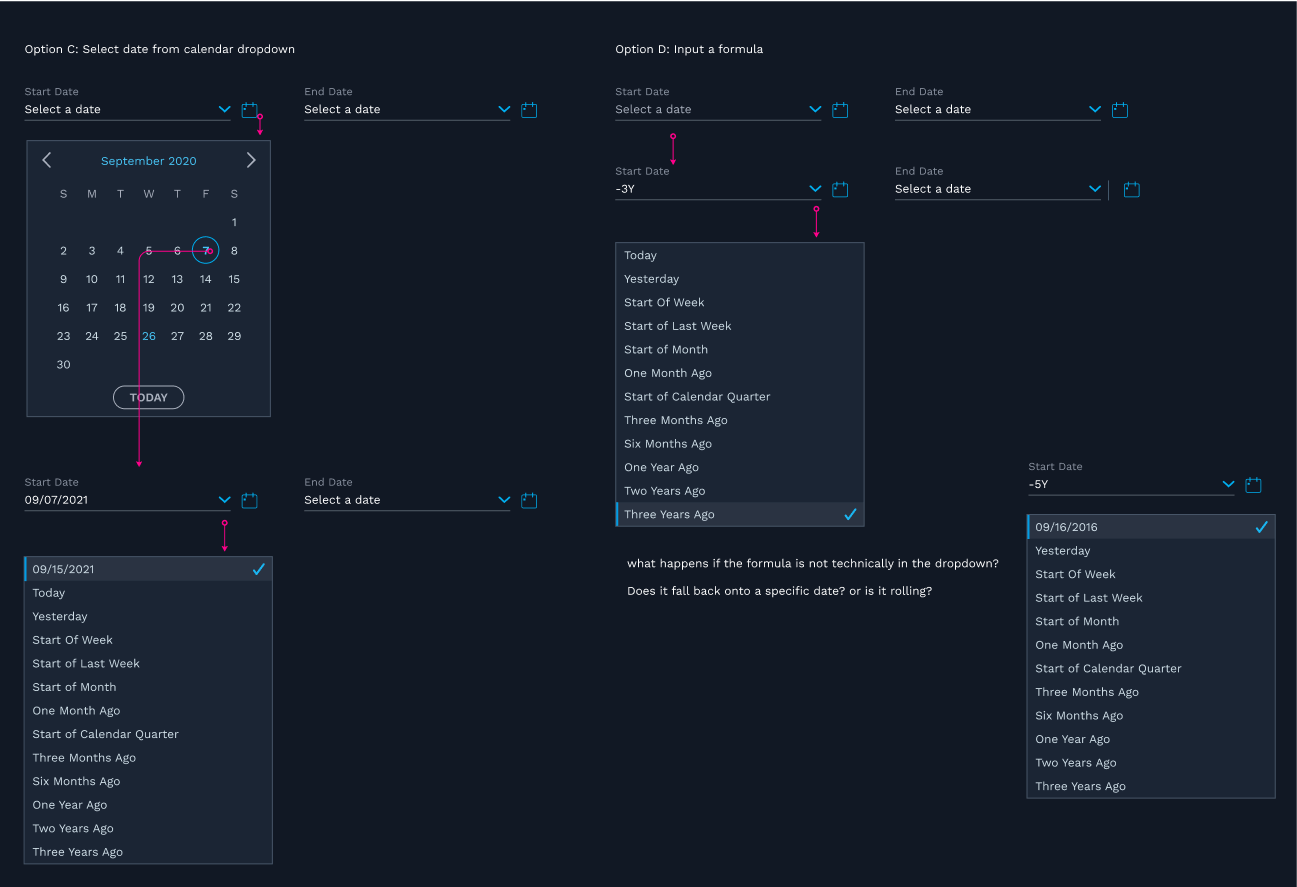 Option C: Select date from calendar dropdown
Start Date
Select a date
End Date
Select a date
September 2020
S M T W T F S
1
2 3 4 5 6 7 8
9 10 11 12 13 14 15
16 17 18 19 20 21 22
23 24 25 26 27 28 29
30
TODAY
Start Date
09/07/2021
End Date
Select a date
09/15/2021
Today
Yesterday
Start Of Week
Start of Last Week
Start of Month
One Month Ago
Start of Calendar Quarter
Three Months Ago
Six Months Ago
One Year Ago
Two Years Ago
Three Years Ago
Option D: Input a formula
Start Date
Select a date
End Date
Select a date
Start Date
-3Y
End Date
Select a date
Today
Yesterday
Start Of Week
Start of Last Week
Start of Month
One Month Ago
Start of Calendar Quarter
Three Months Ago
Six Months Ago
One Year Ago
Two Years Ago
Three Years Ago
what happens if the formula is not technically in the dropdown?
Does it fall back onto a specific date? or is it rolling?
Start Date
-5Y
09/16/2016
Yesterday
Start Of Week
Start of Last Week
Start of Month
One Month Ago
Start of Calendar Quarter
Three Months Ago
Six Months Ago
One Year Ago
Two Years Ago
Three Years Ago